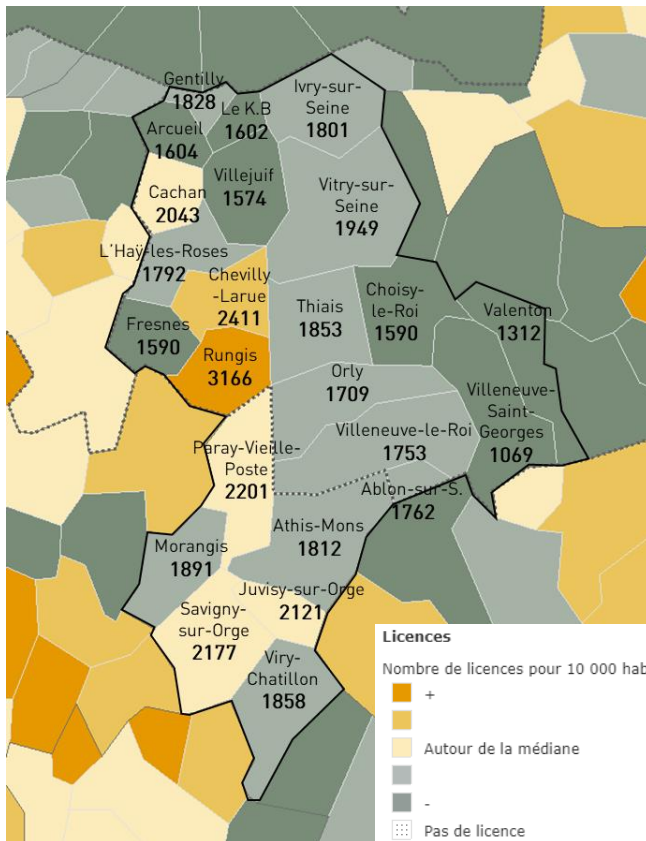 Gentilly
1828
Le K.B
1602
Ivry-sur-
Seine
1801
Arcueil
1604
Villejuif
1574
Cachan
2043
Vitry-sur-
Seine
1949
L'Haÿ-les-Roses
1792
Chevilly
-Larue
2411
Thiais
1853
Choisy-
le-Roi
1590
Valenton
1312
Fresnes
1590
Rungis
3166
Orly
1709
Villeneuve-
Saint-
Georges
1069
Villeneuve-le-Roi
1753
Paray-Vieille-
Poste
2201
Ablon-sur-S.
1762
Athis-Mons
1812
Morangis
1891
Juvisy-sur-Orge
2121
Savigny-
sur-Orge
2177
Viry-
Chatillon
1858
Licences
Nombre de licences pour 10 000 hab
+
Autour de la médiane
-
Pas de licence